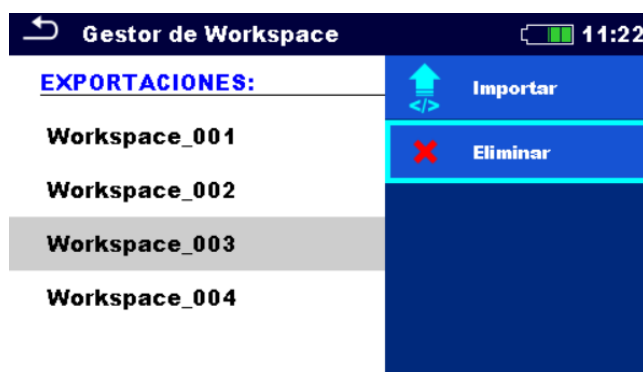 Gestor de Workspace 11:22
EXPORTACIONES:
Importar
</>
Workspace_001
Eliminar
Workspace_002
Workspace_003
Workspace_004